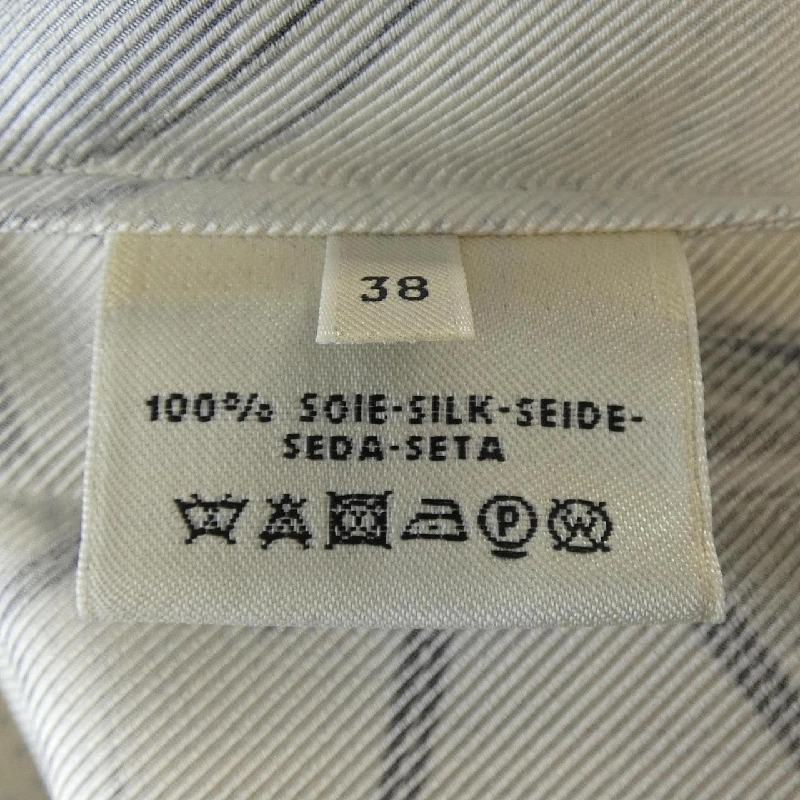 38
100% SOIE-SILK-SEIDE-
SEDA-SETA
P W